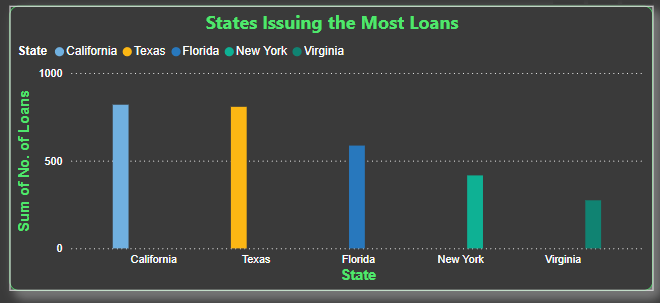 States Issuing the Most Loans
State California Texas Florida New York Virginia
1000
500
0
Sum of No. of Loans
California Texas Florida New York Virginia
State